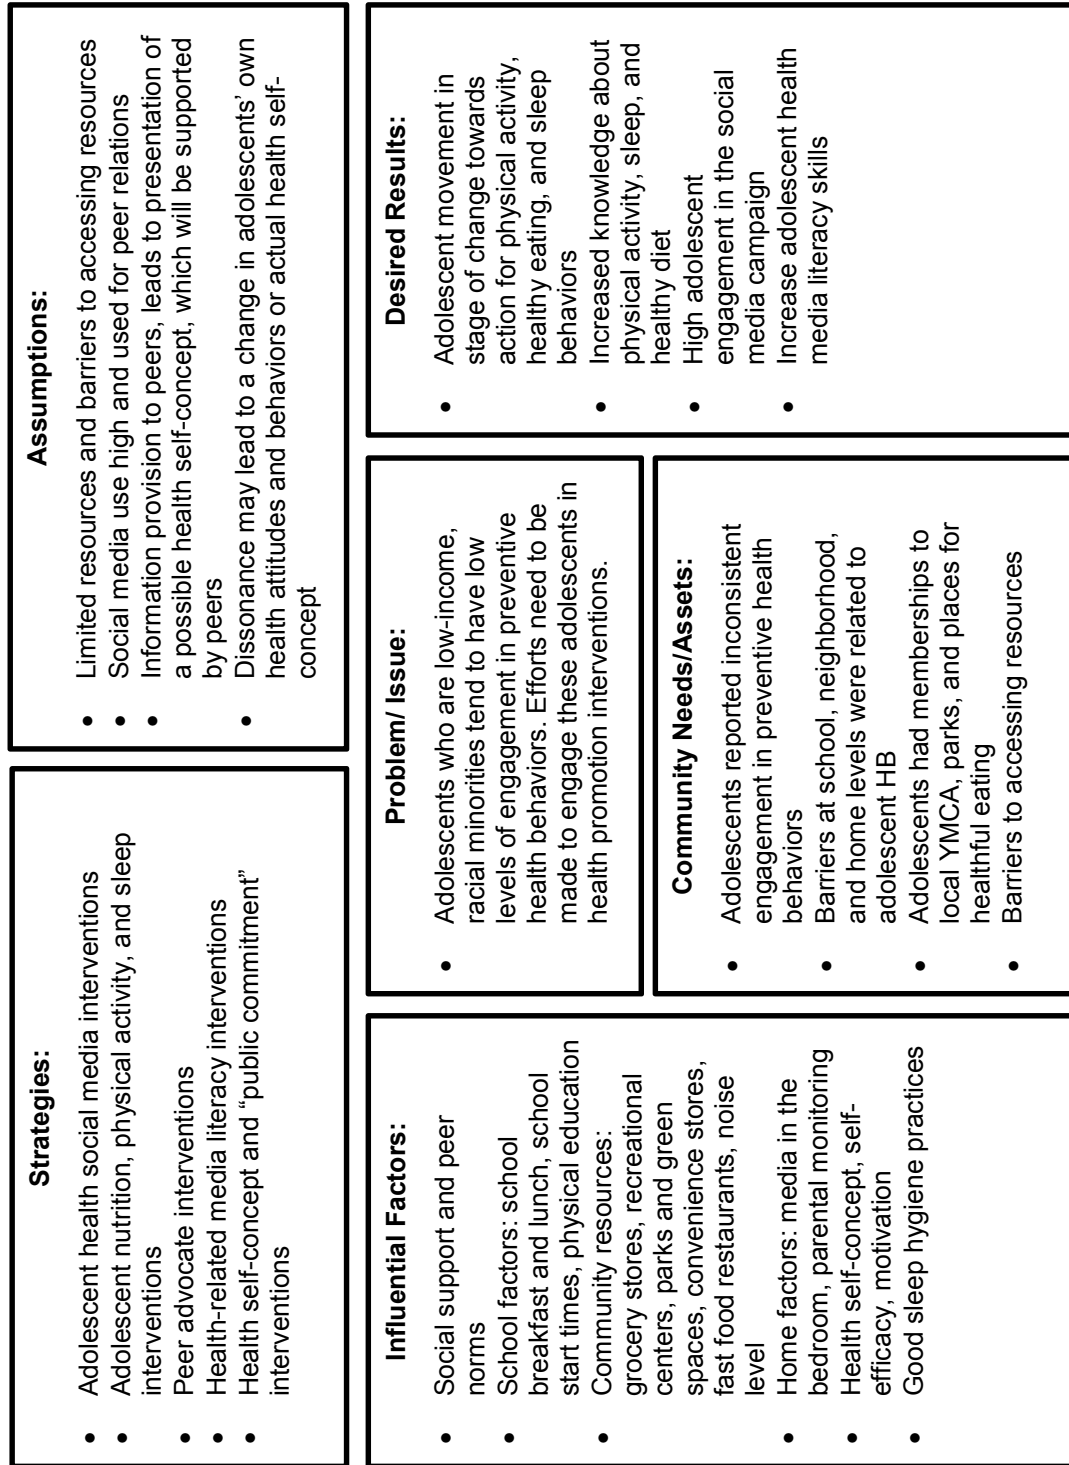 Strategies:
• Adolescent health social media interventions
• Adolescent nutrition, physical activity, and sleep
interventions
• Peer advocate interventions
• Health-related media literacy interventions
• Health self-concept and “public commitment”
interventions
Assumptions:
• Limited resources and barriers to accessing resources
• Social media use high and used for peer relations
• Information provision to peers, leads to presentation of
a possible health self-concept, which will be supported
by peers
• Dissonance may lead to a change in adolescents’ own
health attitudes and behaviors or actual health self-
concept
Influential Factors:
• Social support and peer
norms
• School factors: school
breakfast and lunch, school
start times, physical education
• Community resources:
grocery stores, recreational
centers, parks and green
spaces, convenience stores,
fast food restaurants, noise
level
• Home factors: media in the
bedroom, parental monitoring
• Health self-concept, self-
efficacy, motivation
• Good sleep hygiene practices
Problem/ Issue:
• Adolescents who are low-income,
racial minorities tend to have low
levels of engagement in preventive
health behaviors. Efforts need to be
made to engage these adolescents in
health promotion interventions.
Community Needs/Assets:
• Adolescents reported inconsistent
engagement in preventive health
behaviors
• Barriers at school, neighborhood,
and home levels were related to
adolescent HB
• Adolescents had memberships to
local YMCA, parks, and places for
healthful eating
• Barriers to accessing resources
Desired Results:
• Adolescent movement in
stage of change towards
action for physical activity,
healthy eating, and sleep
behaviors
• Increased knowledge about
physical activity, sleep, and
healthy diet
• High adolescent
engagement in the social
media campaign
• Increase adolescent health
media literacy skills